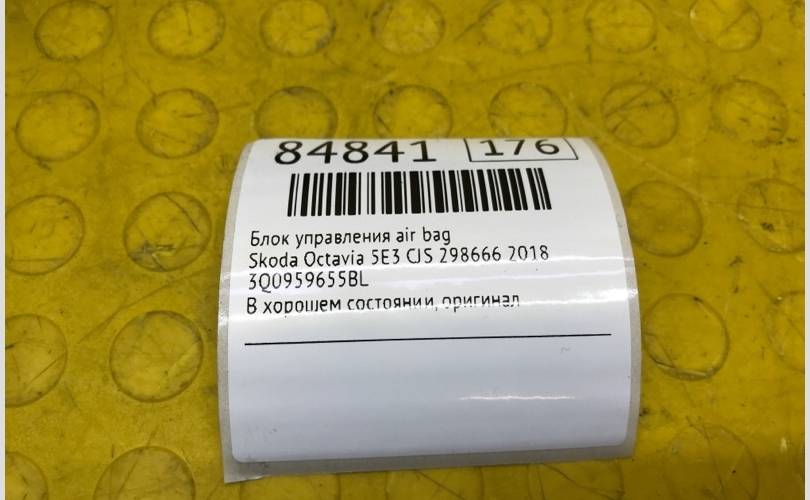 84841 176
Блок управления air bag
Skoda Octavia 5E3 CJS 298666 2018
3Q0959655BL
В хорошем состоянии, оригинал